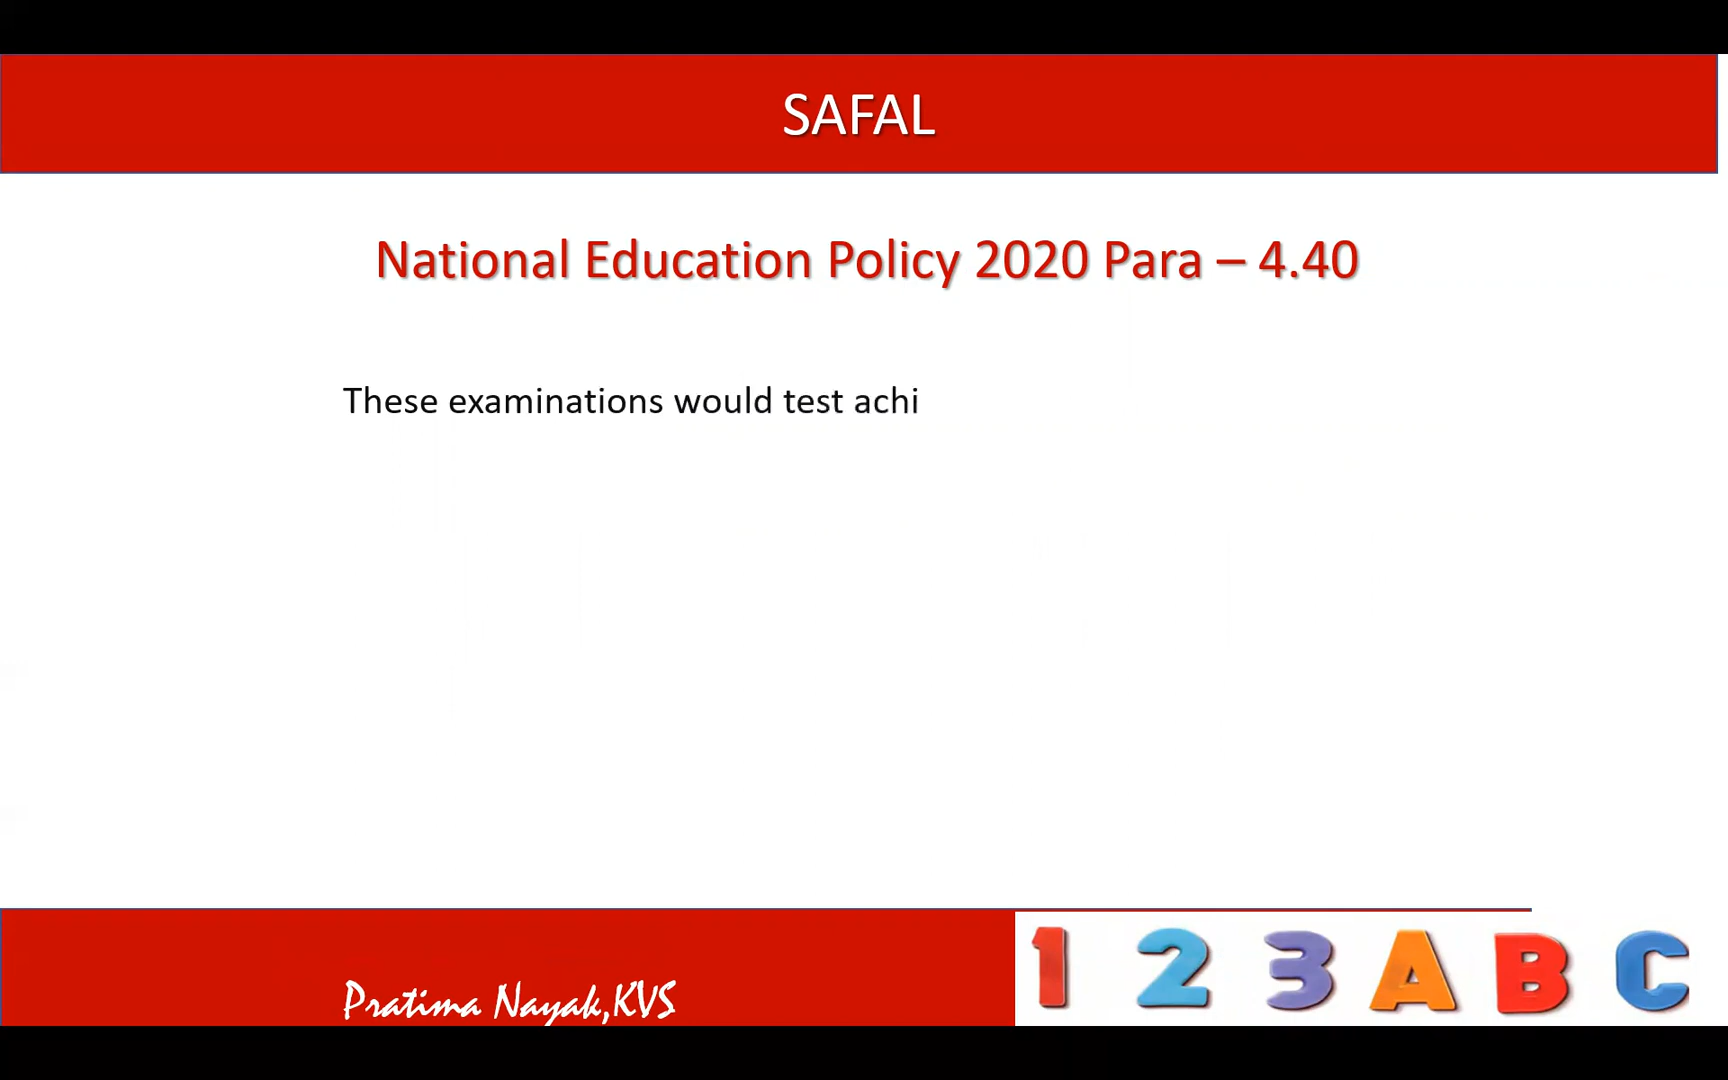 SAFAL
National Education Policy 2020 Para – 4.40
These examinations would test achi
Pratima Nayak,KVS
1 2 3 A B C